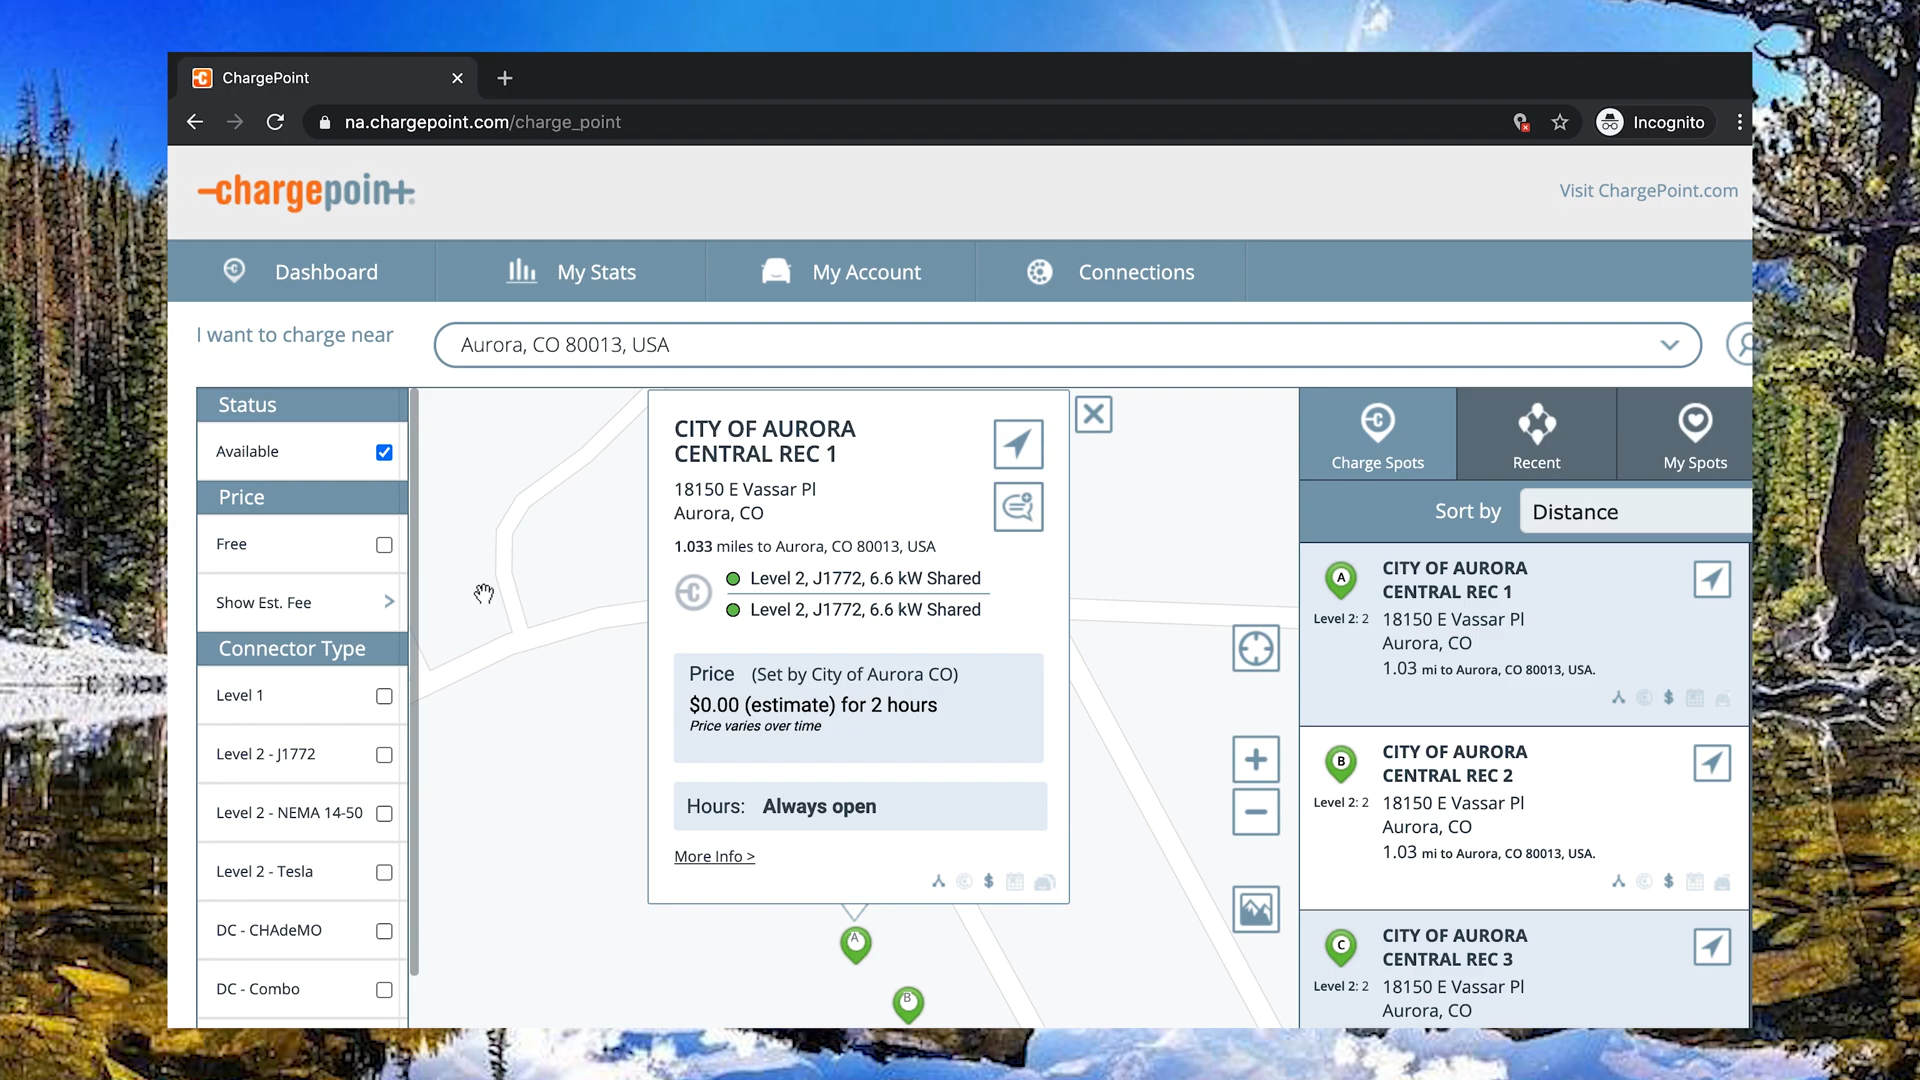 ChargePoint
na.chargepoint.com/charge_point
Incognito
chargepoint
Visit ChargePoint.com
Dashboard
My Stats
My Account
Connections
I want to charge near
Aurora, CO 80013, USA
Status
Available
Price
Free
Show Est. Fee
Connector Type
Level 1
Level 2 - J1772
Level 2 - NEMA 14-50
Level 2 - Tesla
DC - CHAdeMO
DC - Combo
CITY OF AURORA
CENTRAL REC 1
18150 E Vassar Pl
Aurora, CO
1.033 miles to Aurora, CO 80013, USA
Level 2, J1772, 6.6 kW Shared
Level 2, J1772, 6.6 kW Shared
Price (Set by City of Aurora CO)
$0.00 (estimate) for 2 hours
Price varies over time
Hours: Always open
More Info >
A
B
Charge Spots
Recent
My Spots
Sort by Distance
A
CITY OF AURORA
CENTRAL REC 1
Level 2: 2
18150 E Vassar Pl
Aurora, CO
1.03 mi to Aurora, CO 80013, USA.
B
CITY OF AURORA
CENTRAL REC 2
Level 2: 2
18150 E Vassar Pl
Aurora, CO
1.03 mi to Aurora, CO 80013, USA.
C
CITY OF AURORA
CENTRAL REC 3
Level 2: 2
18150 E Vassar Pl
Aurora, CO